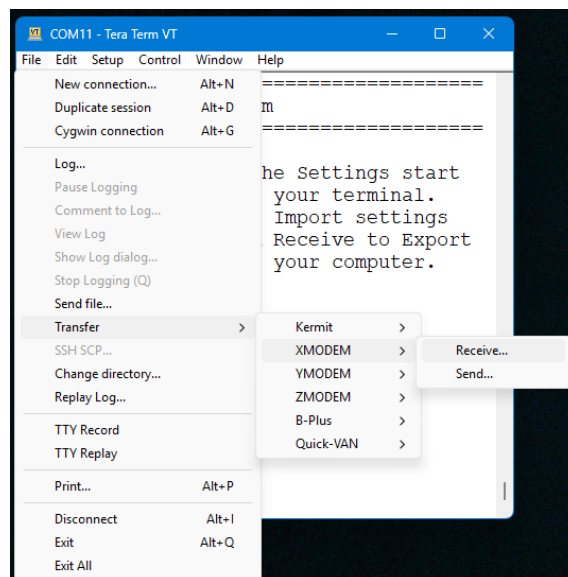 COM11 - Tera Term VT
File Edit Setup Control Window Help
New connection... Alt+N
Duplicate session Alt+D
Cygwin connection Alt+G
Log...
Pause Logging
Comment to Log...
View Log
Show Log dialog...
Stop Logging (Q)
Send file...
Transfer
SSH SCP...
Change directory...
Replay Log...
TTY Record
TTY Replay
Print... Alt+P
Disconnect Alt+I
Exit Alt+Q
Exit All
Kermit
XMODEM
YMODEM
ZMODEM
B-Plus
Quick-VAN
Receive...
Send...
====================
m
====================
he Settings start
your terminal.
Import settings
Receive to Export
your computer.